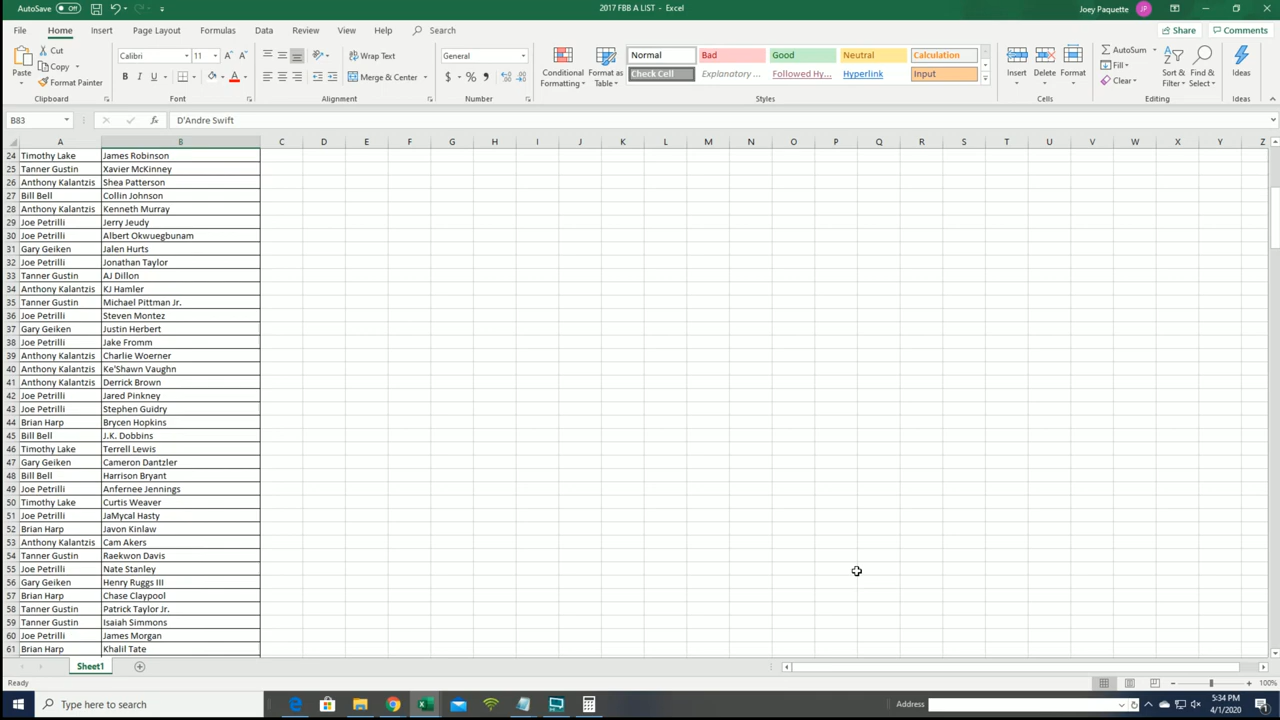 AutoSave Off 2017 FBB A LIST - Excel Joey Paquette JP
File Home Insert Page Layout Formulas Data Review View Help Search Share Comments
Paste Cut Copy Format Painter Clipboard
Calibri 11 B I U A Font
Wrap Text Merge & Center Alignment
General $ % , Number
Conditional Formatting Format as Table
Normal Bad Good Neutral Calculation
Check Cell Explanatory ... Followed Hy... Hyperlink Input
Styles
Insert Delete Format Cells
AutoSum Fill Clear Sort & Filter Find & Select Editing
Ideas Ideas
B83 fx D'Andre Swift
A B C D E F G H I J K L M N O P Q R S T U V W X Y Z
24 Timothy Lake James Robinson
25 Tanner Gustin Xavier McKinney
26 Anthony Kalantzis Shea Patterson
27 Bill Bell Collin Johnson
28 Anthony Kalantzis Kenneth Murray
29 Joe Petrilli Jerry Jeudy
30 Joe Petrilli Albert Okwuegbunam
31 Gary Geiken Jalen Hurts
32 Joe Petrilli Jonathan Taylor
33 Tanner Gustin AJ Dillon
34 Anthony Kalantzis KJ Hamler
35 Tanner Gustin Michael Pittman Jr.
36 Joe Petrilli Steven Montez
37 Gary Geiken Justin Herbert
38 Joe Petrilli Jake Fromm
39 Anthony Kalantzis Charlie Woerner
40 Anthony Kalantzis Ke'Shawn Vaughn
41 Anthony Kalantzis Derrick Brown
42 Joe Petrilli Jared Pinkney
43 Joe Petrilli Stephen Guidry
44 Brian Harp Brycen Hopkins
45 Bill Bell J.K. Dobbins
46 Timothy Lake Terrell Lewis
47 Gary Geiken Cameron Dantzler
48 Bill Bell Harrison Bryant
49 Joe Petrilli Anfernee Jennings
50 Timothy Lake Curtis Weaver
51 Joe Petrilli JaMycal Hasty
52 Brian Harp Javon Kinlaw
53 Anthony Kalantzis Cam Akers
54 Tanner Gustin Raekwon Davis
55 Joe Petrilli Nate Stanley
56 Gary Geiken Henry Ruggs III
57 Brian Harp Chase Claypool
58 Tanner Gustin Patrick Taylor Jr.
59 Tanner Gustin Isaiah Simmons
60 Joe Petrilli James Morgan
61 Brian Harp Khalil Tate
Sheet1
Ready 100%
Type here to search Address 5:34 PM
4/1/2020